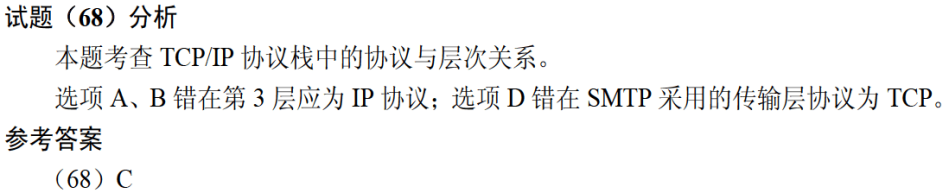 试题（68）分析
本题考查 TCP/IP 协议栈中的协议与层次关系。
选项 A、B 错在第 3 层应为 IP 协议；选项 D 错在 SMTP 采用的传输层协议为 TCP。
参考答案
（68）C